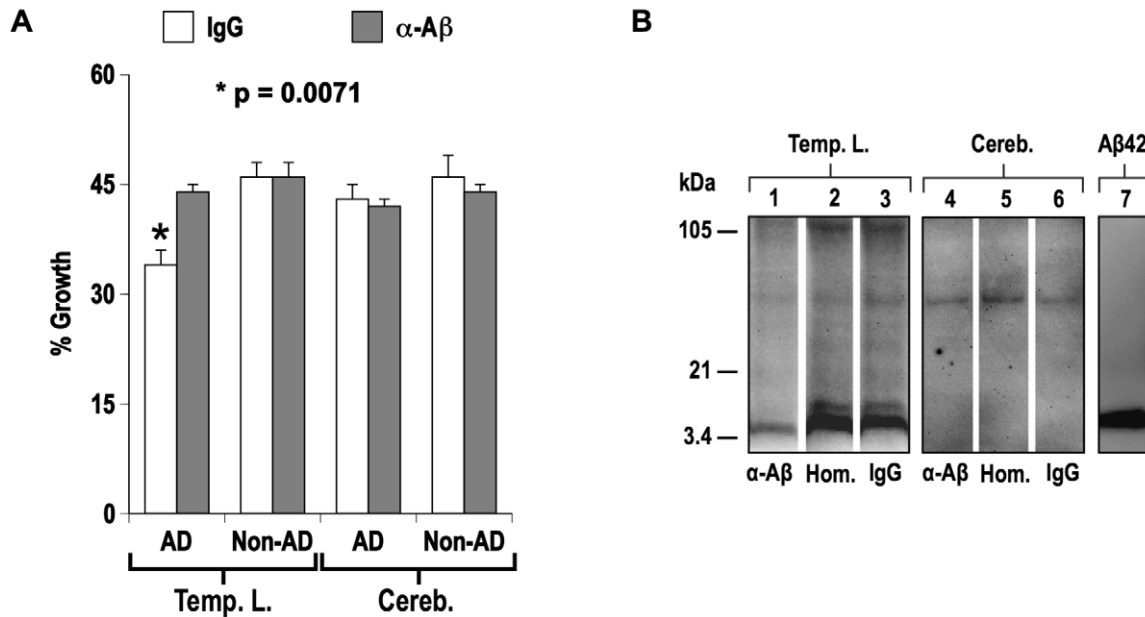 A
IgG
α-Aβ
* p = 0.0071
% Growth
60
45
30
15
0
*
AD
Non-AD
AD
Non-AD
Temp. L.
Cereb.
B
Temp. L.
Cereb.
Aβ42
kDa
1 2 3 4 5 6 7
105
21
3.4
α-Aβ Hom. IgG α-Aβ Hom. IgG